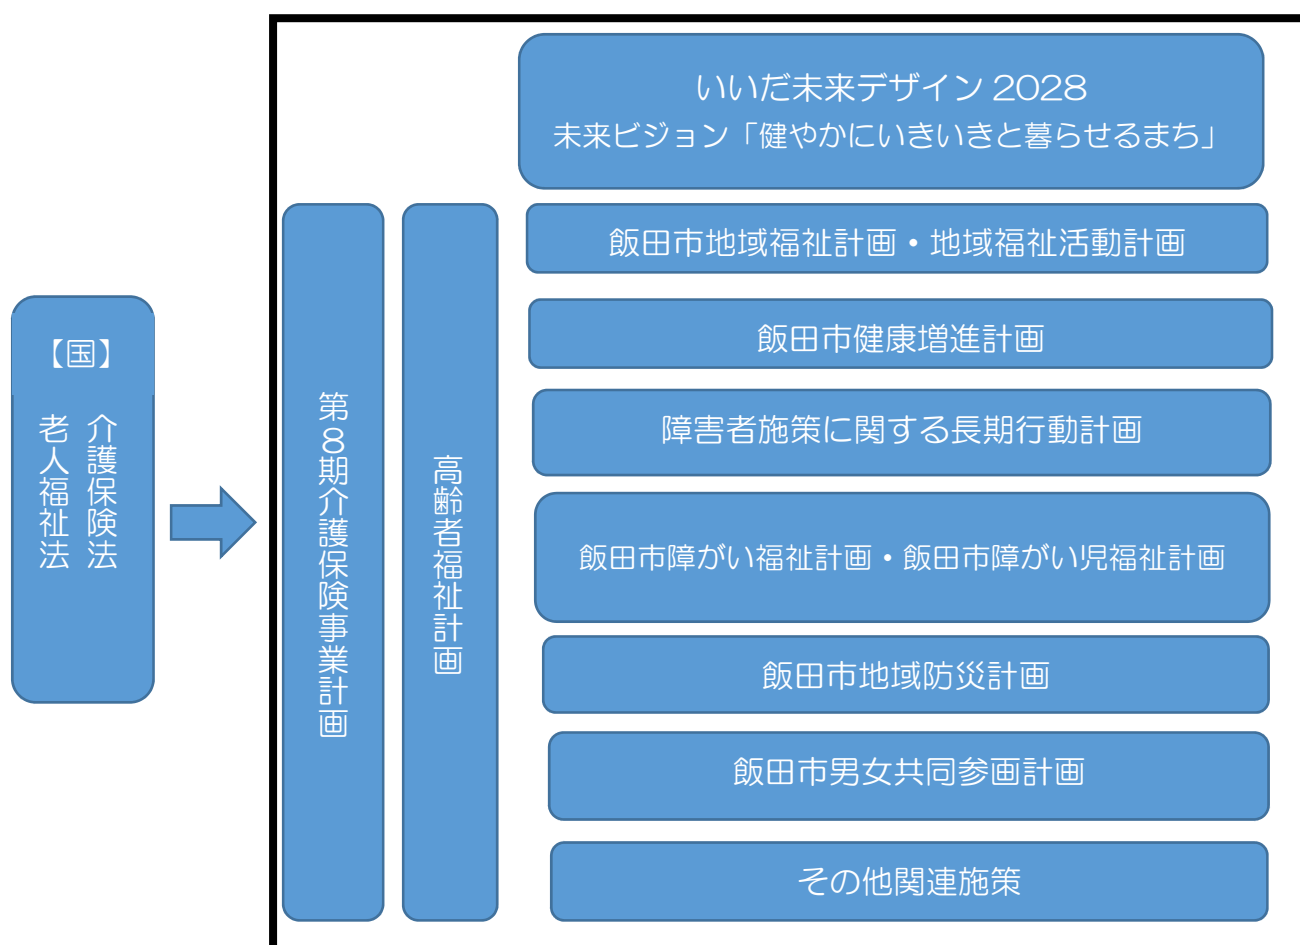 【国】
介護保険法
老人福祉法
第8期介護保険事業計画
高齢者福祉計画
いいだ未来デザイン 2028
未来ビジョン「健やかにいきいきと暮らせるまち」
飯田市地域福祉計画・地域福祉活動計画
飯田市健康増進計画
障害者施策に関する長期行動計画
飯田市障がい福祉計画・飯田市障がい児福祉計画
飯田市地域防災計画
飯田市男女共同参画計画
その他関連施策